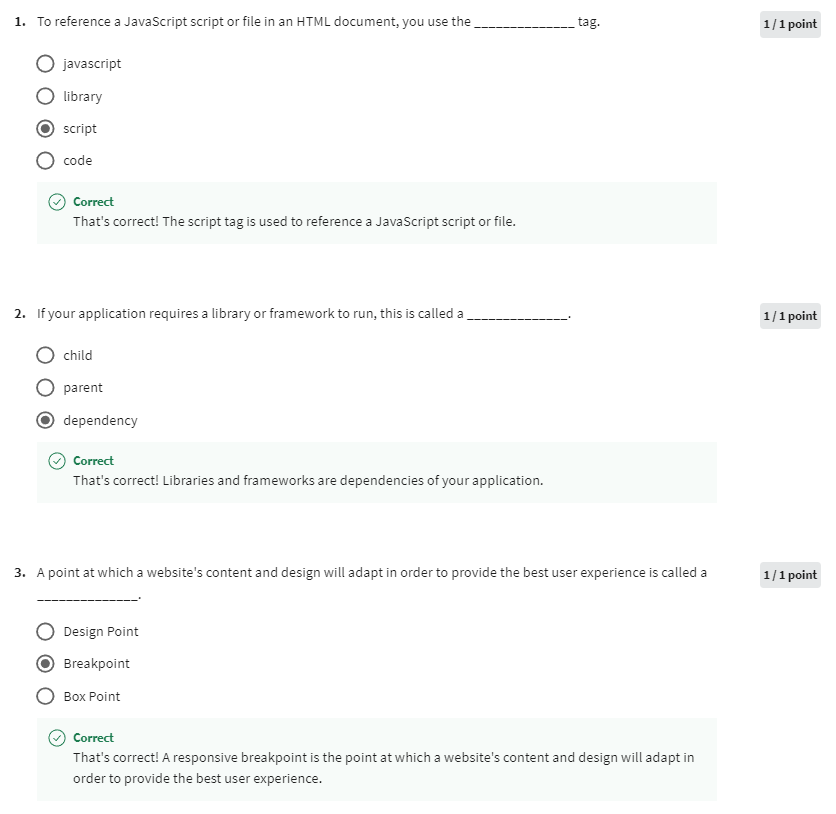 1. To reference a JavaScript script or file in an HTML document, you use the ______________ tag.
1 / 1 point
javascript
library
script
code
Correct
That's correct! The script tag is used to reference a JavaScript script or file.
2. If your application requires a library or framework to run, this is called a ______________.
1 / 1 point
child
parent
dependency
Correct
That's correct! Libraries and frameworks are dependencies of your application.
3. A point at which a website's content and design will adapt in order to provide the best user experience is called a
______________.
1 / 1 point
Design Point
Breakpoint
Box Point
Correct
That's correct! A responsive breakpoint is the point at which a website's content and design will adapt in
order to provide the best user experience.